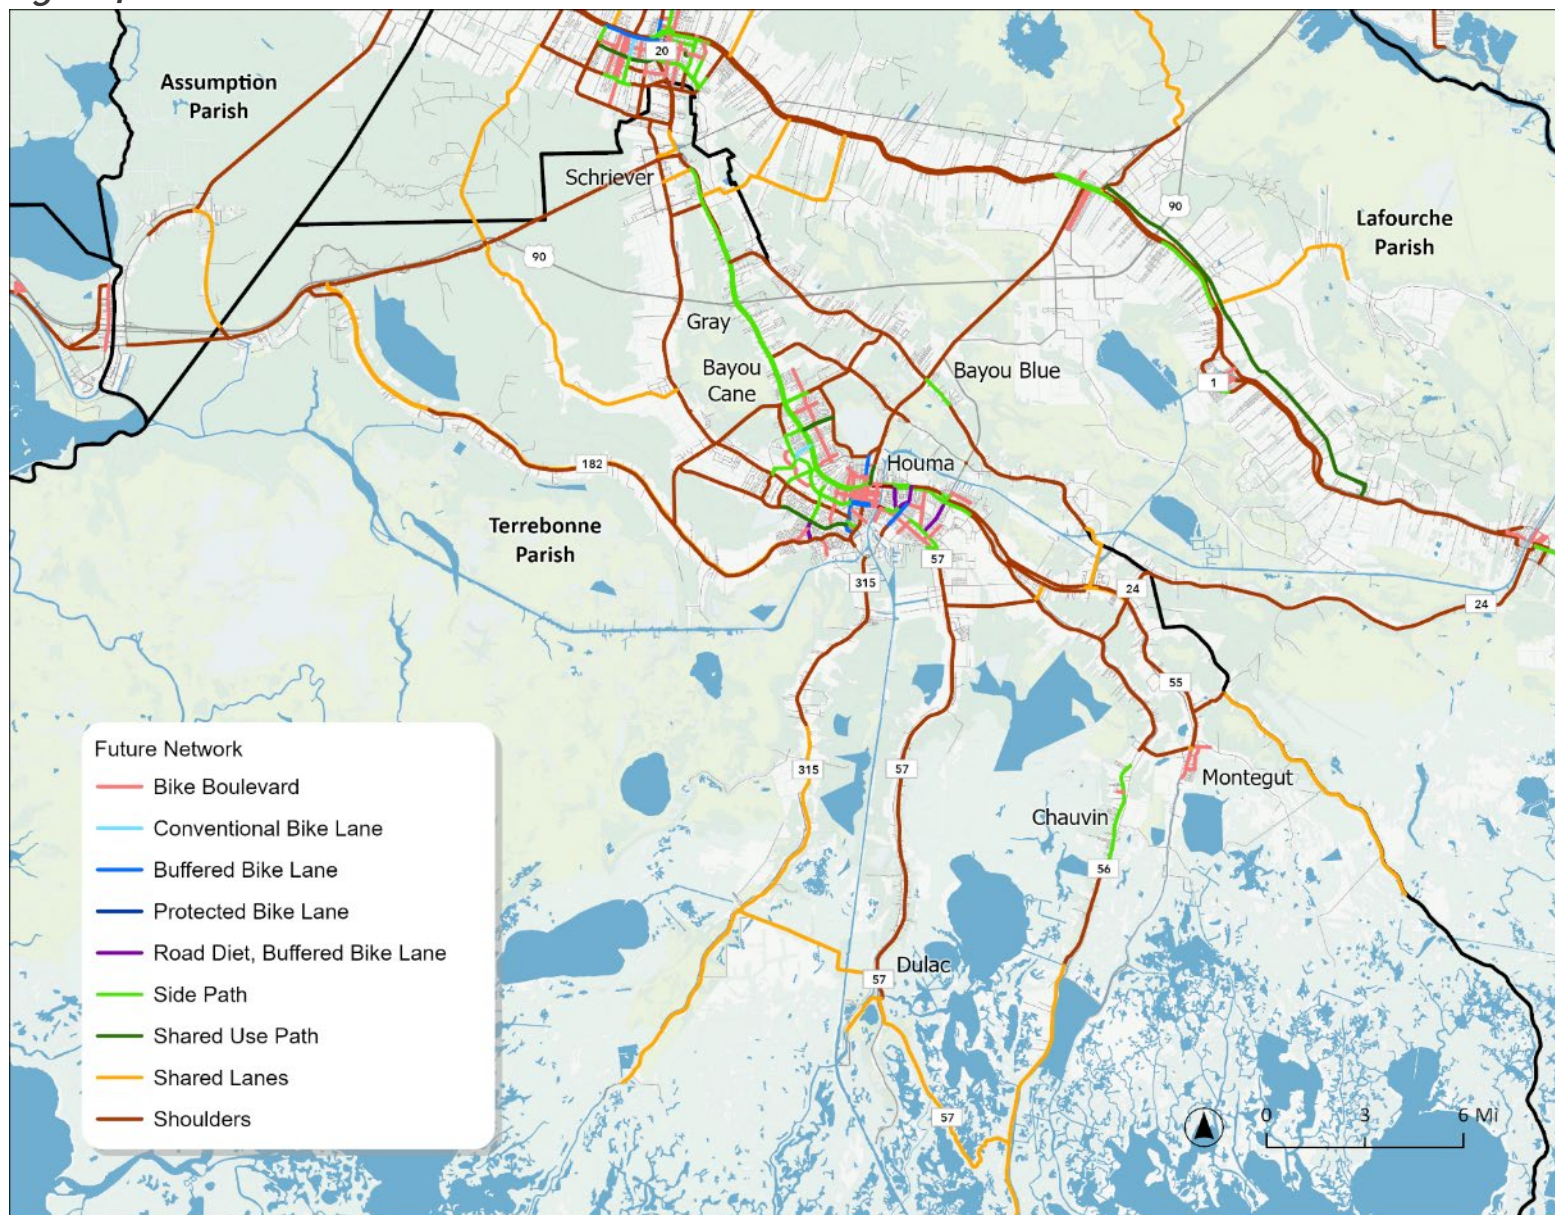 Assumption
Parish
20
Schriever
90
90
Lafourche
Parish
Gray
Bayou
Cane
Bayou Blue
1
182
Houma
Terrebonne
Parish
57
315
24
24
55
315
57
Montegut
Chauvin
56
Dulac
57
57
Future Network
Bike Boulevard
Conventional Bike Lane
Buffered Bike Lane
Protected Bike Lane
Road Diet, Buffered Bike Lane
Side Path
Shared Use Path
Shared Lanes
Shoulders
0 3 6 Mi